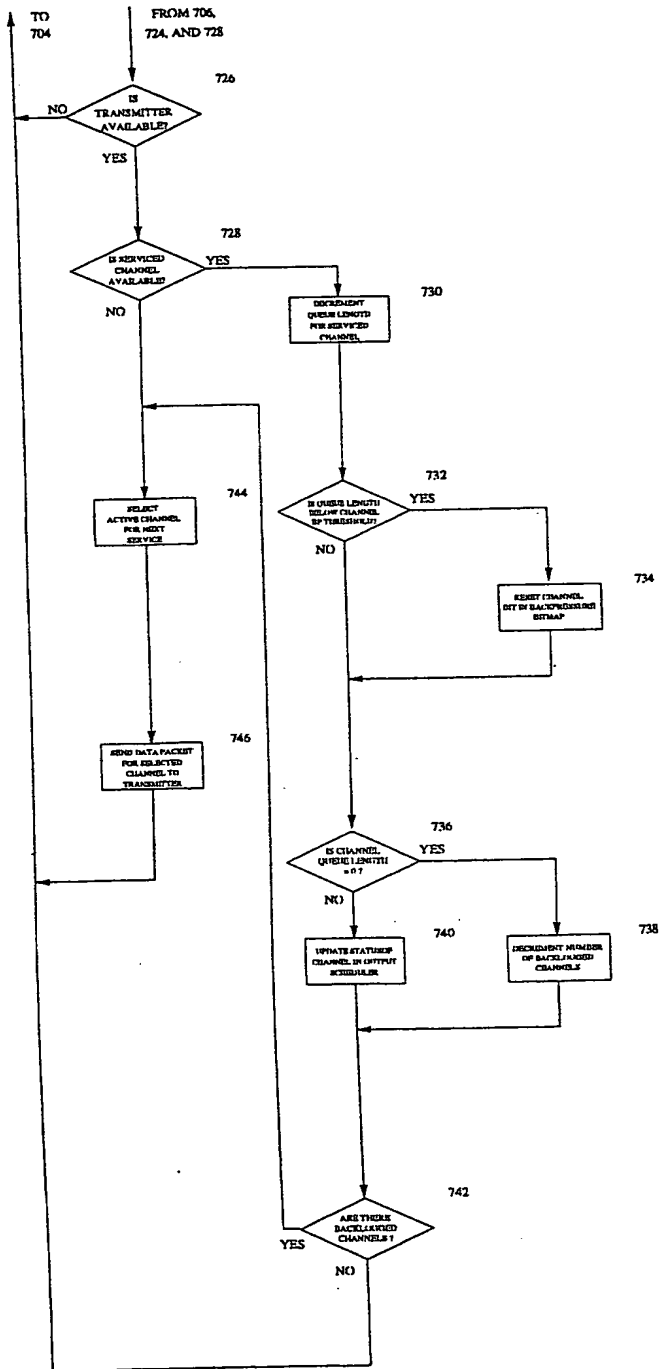 TO
704
FROM 706,
724, AND 728
726
IS
TRANSMITTER
AVAILABLE?
NO
YES
728
IS SERVICED
CHANNEL
AVAILABLE?
YES
NO
730
DECREMENT
QUEUE LENGTH
FOR SERVICED
CHANNEL
732
IS QUEUE LENGTH
BELOW CHANNEL
BP THRESHOLD?
YES
NO
734
RESET CHANNEL
BIT IN BACKPRESSURE
BITMAP
744
SELECT
ACTIVE CHANNEL
FOR NEXT
SERVICE
746
SEND DATA PACKET
FOR SELECTED
CHANNEL TO
TRANSMITTER
736
IS CHANNEL
QUEUE LENGTH
= 0 ?
YES
NO
740
UPDATE STATUS OF
CHANNEL IN OUTPUT
SCHEDULER
738
DECREMENT NUMBER
OF BACKLOGGED
CHANNELS
742
ARE THERE
BACKLOGGED
CHANNELS ?
YES
NO